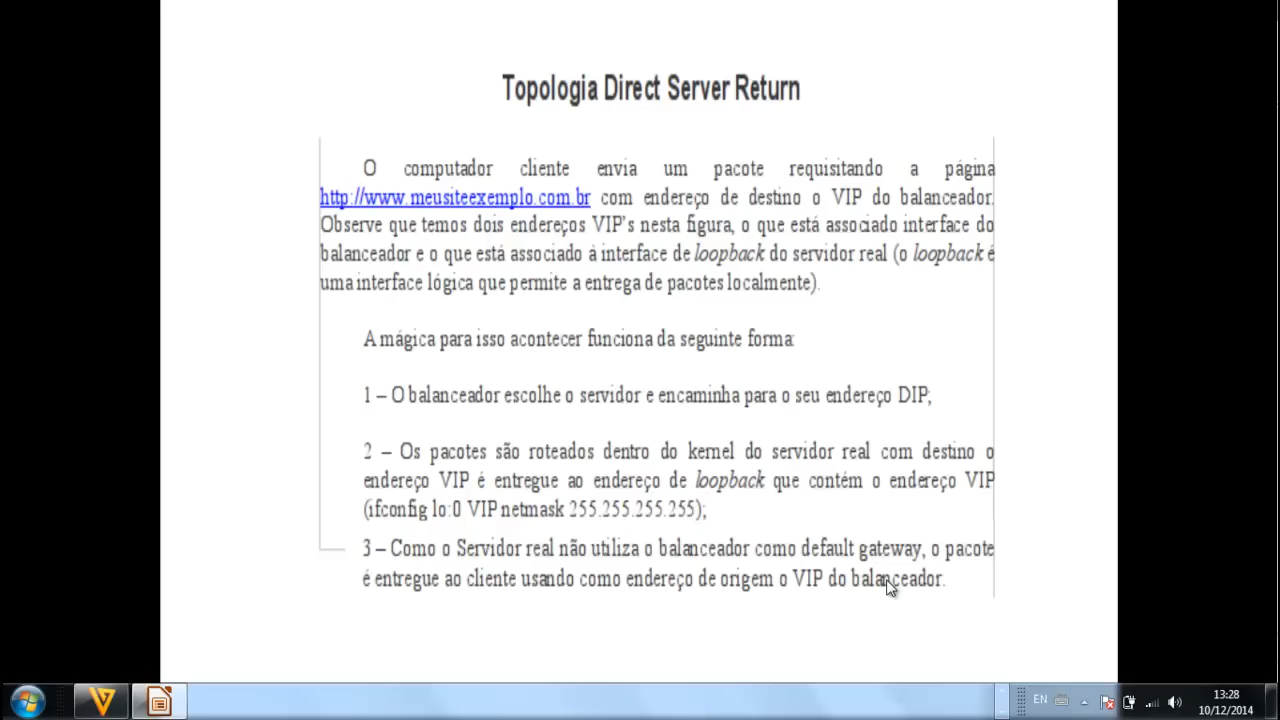 Topologia Direct Server Return
O computador cliente envia um pacote requisitando a página
http://www.meusiteexemplo.com.br com endereço de destino o VIP do balanceador.
Observe que temos dois endereços VIP's nesta figura, o que está associado interface do
balanceador e o que está associado à interface de loopback do servidor real (o loopback é
uma interface lógica que permite a entrega de pacotes localmente).
A mágica para isso acontecer funciona da seguinte forma:
1 – O balanceador escolhe o servidor e encaminha para o seu endereço DIP;
2 – Os pacotes são roteados dentro do kernel do servidor real com destino o
endereço VIP é entregue ao endereço de loopback que contém o endereço VIP
(ifconfig lo:0 VIP netmask 255.255.255.255);
3 – Como o Servidor real não utiliza o balanceador como default gateway, o pacote
é entregue ao cliente usando como endereço de origem o VIP do balanceador.
EN
13:28
10/12/2014